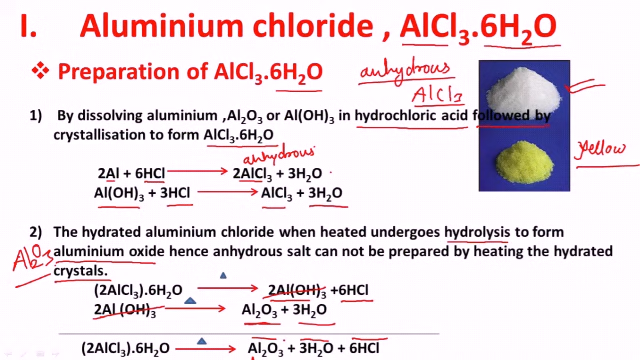 I. Aluminium chloride , AlCl₃.6H₂O
❖ Preparation of AlCl₃.6H₂O
anhydrous
AlCl₃
1) By dissolving aluminium ,Al₂O₃ or Al(OH)₃ in hydrochloric acid followed by
crystallisation to form AlCl₃.6H₂O
anhydrous
yellow
2Al + 6HCl ⟶ 2AlCl₃ + 3H₂O
Al(OH)₃ + 3HCl ⟶ AlCl₃ + 3H₂O
2) The hydrated aluminium chloride when heated undergoes hydrolysis to form
Al₂O₃
aluminium oxide hence anhydrous salt can not be prepared by heating the hydrated
crystals.
(2AlCl₃).6H₂O ⟶ 2Al(OH)₃ +6HCl
2Al (OH)₃ ⟶ Al₂O₃ + 3H₂O
(2AlCl₃).6H₂O ⟶ Al₂O₃ + 3H₂O + 6HCl